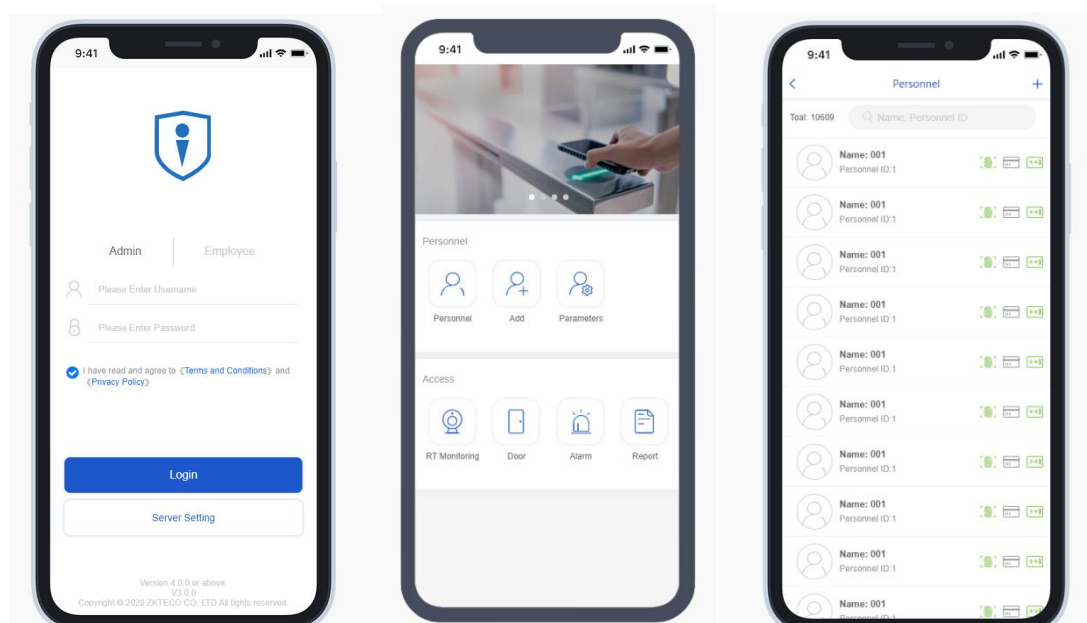 9:41
Admin
Employee
Please Enter Username
Please Enter Password
I have read and agree to《Terms and Conditions》and
《Privacy Policy》
Login
Server Setting
Version 4.0.0 or above.
V3.0.0
Copyright © 2020 ZKTECO CO, LTD All rights reserved.
9:41
Personnel
Personnel
Add
Parameters
Access
RT Monitoring
Door
Alarm
Report
9:41
Personnel
Toal: 10609
Name, Personnel ID
Name: 001
Personnel ID:1
Name: 001
Personnel ID:1
Name: 001
Personnel ID:1
Name: 001
Personnel ID:1
Name: 001
Personnel ID:1
Name: 001
Personnel ID:1
Name: 001
Personnel ID:1
Name: 001
Personnel ID:1
Name: 001
Personnel ID:1
Name: 001
Personnel ID:1